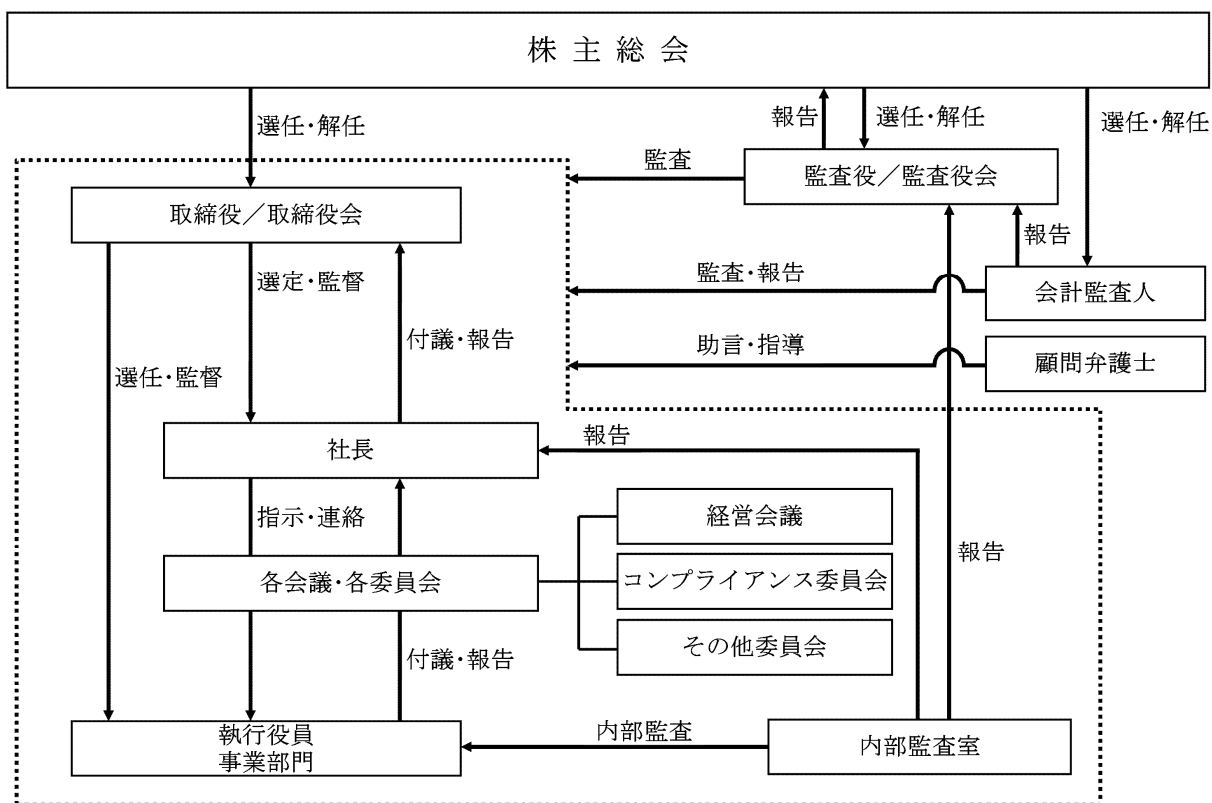 株主総会
選任・解任
報告
選任・解任
選任・解任
監査
監査役／監査役会
取締役／取締役会
報告
選定・監督
監査・報告
会計監査人
付議・報告
助言・指導
顧問弁護士
選任・監督
社長
報告
指示・連絡
経営会議
報告
各会議・各委員会
コンプライアンス委員会
その他委員会
付議・報告
執行役員
事業部門
内部監査
内部監査室